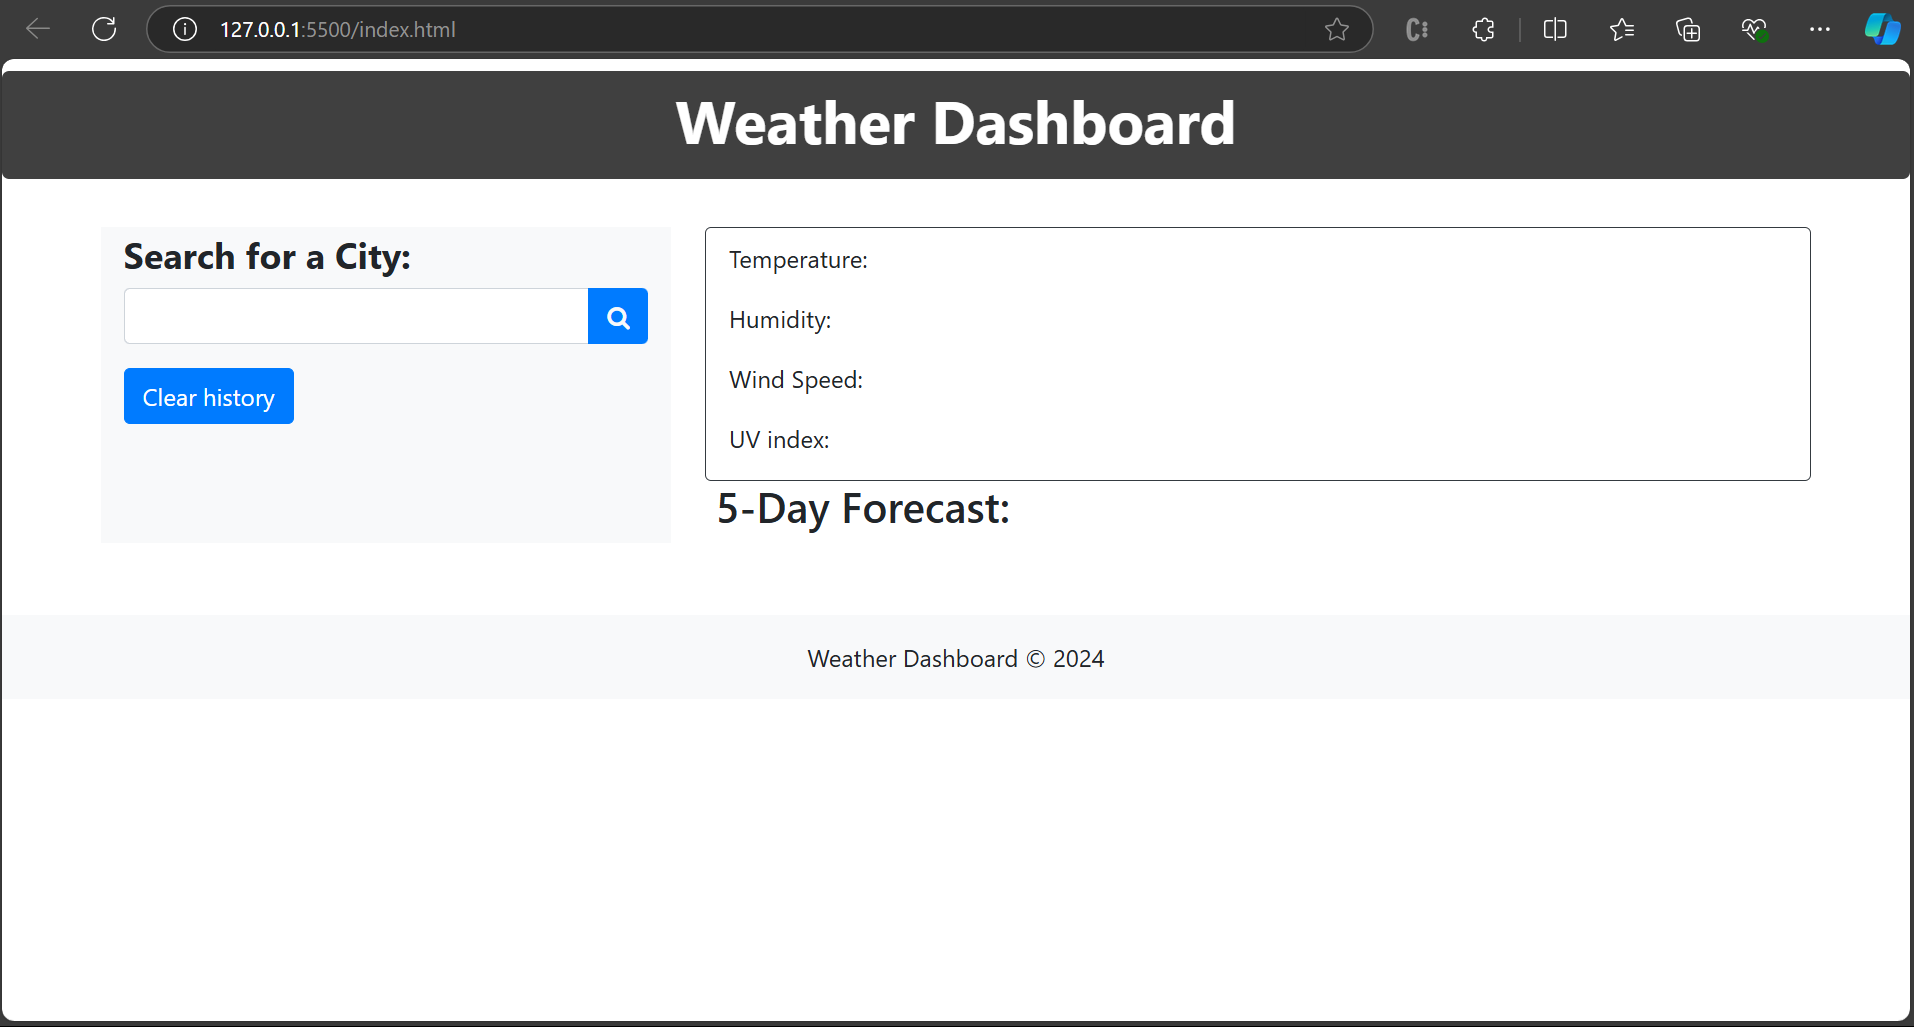 127.0.0.1:5500/index.html
Weather Dashboard
Search for a City:
Clear history
Temperature:
Humidity:
Wind Speed:
UV index:
5-Day Forecast:
Weather Dashboard © 2024